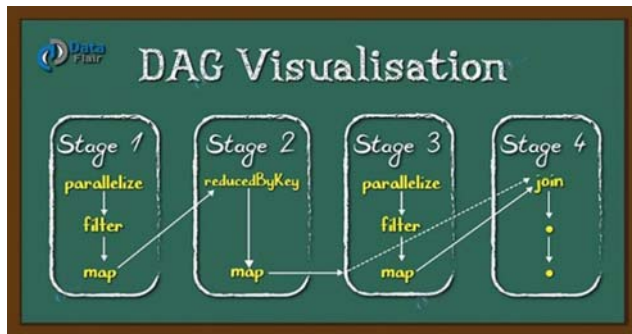 Data
Flair
DAG Visualisation
Stage 1
parallelize
filter
map
Stage 2
reducedByKey
map
Stage 3
parallelize
filter
map
Stage 4
join